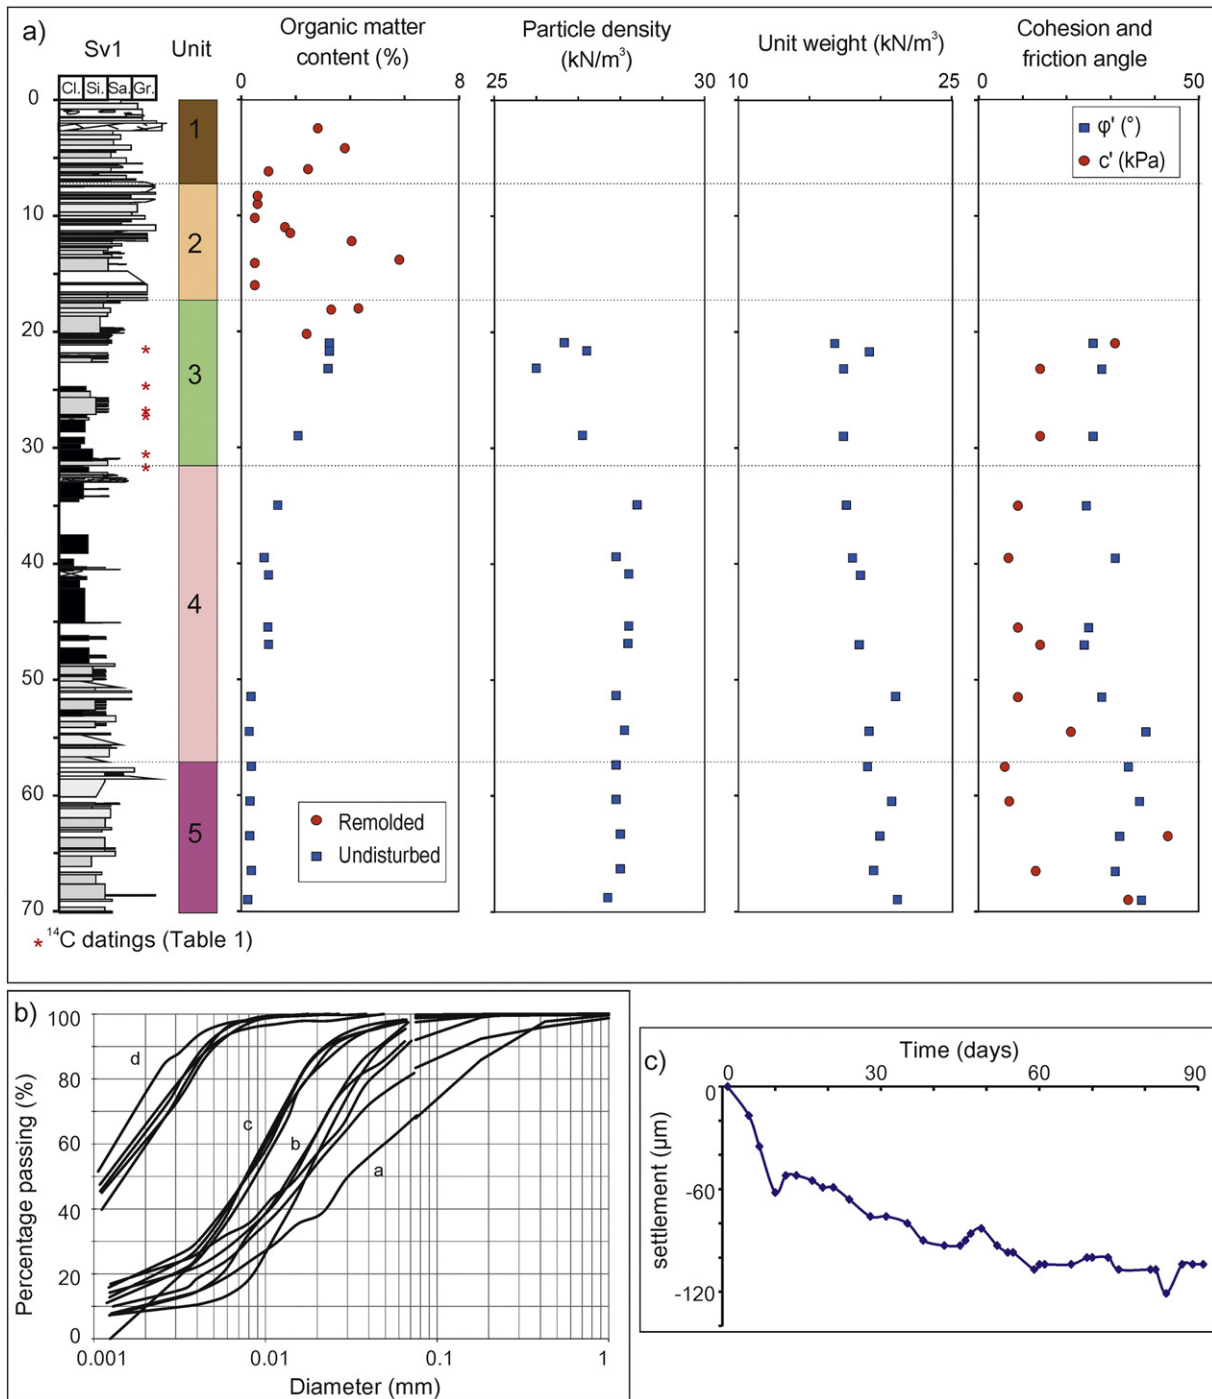 a)
Sv1
Unit
Organic matter
content (%)
Particle density
(kN/m³)
Unit weight (kN/m³)
Cohesion and
friction angle
Cl. Si. Sa. Gr.
0 8
25 30
10 25
0 50
0
10
20
30
40
50
60
70
1
2
3
4
5
φ' (°)
c' (kPa)
Remolded
Undisturbed
* ¹⁴C datings (Table 1)
b)
Percentage passing (%)
100
80
60
40
20
0
d
c
b
a
0.001 0.01 0.1 1
Diameter (mm)
c)
Time (days)
0 30 60 90
settlement (µm)
-60
-120